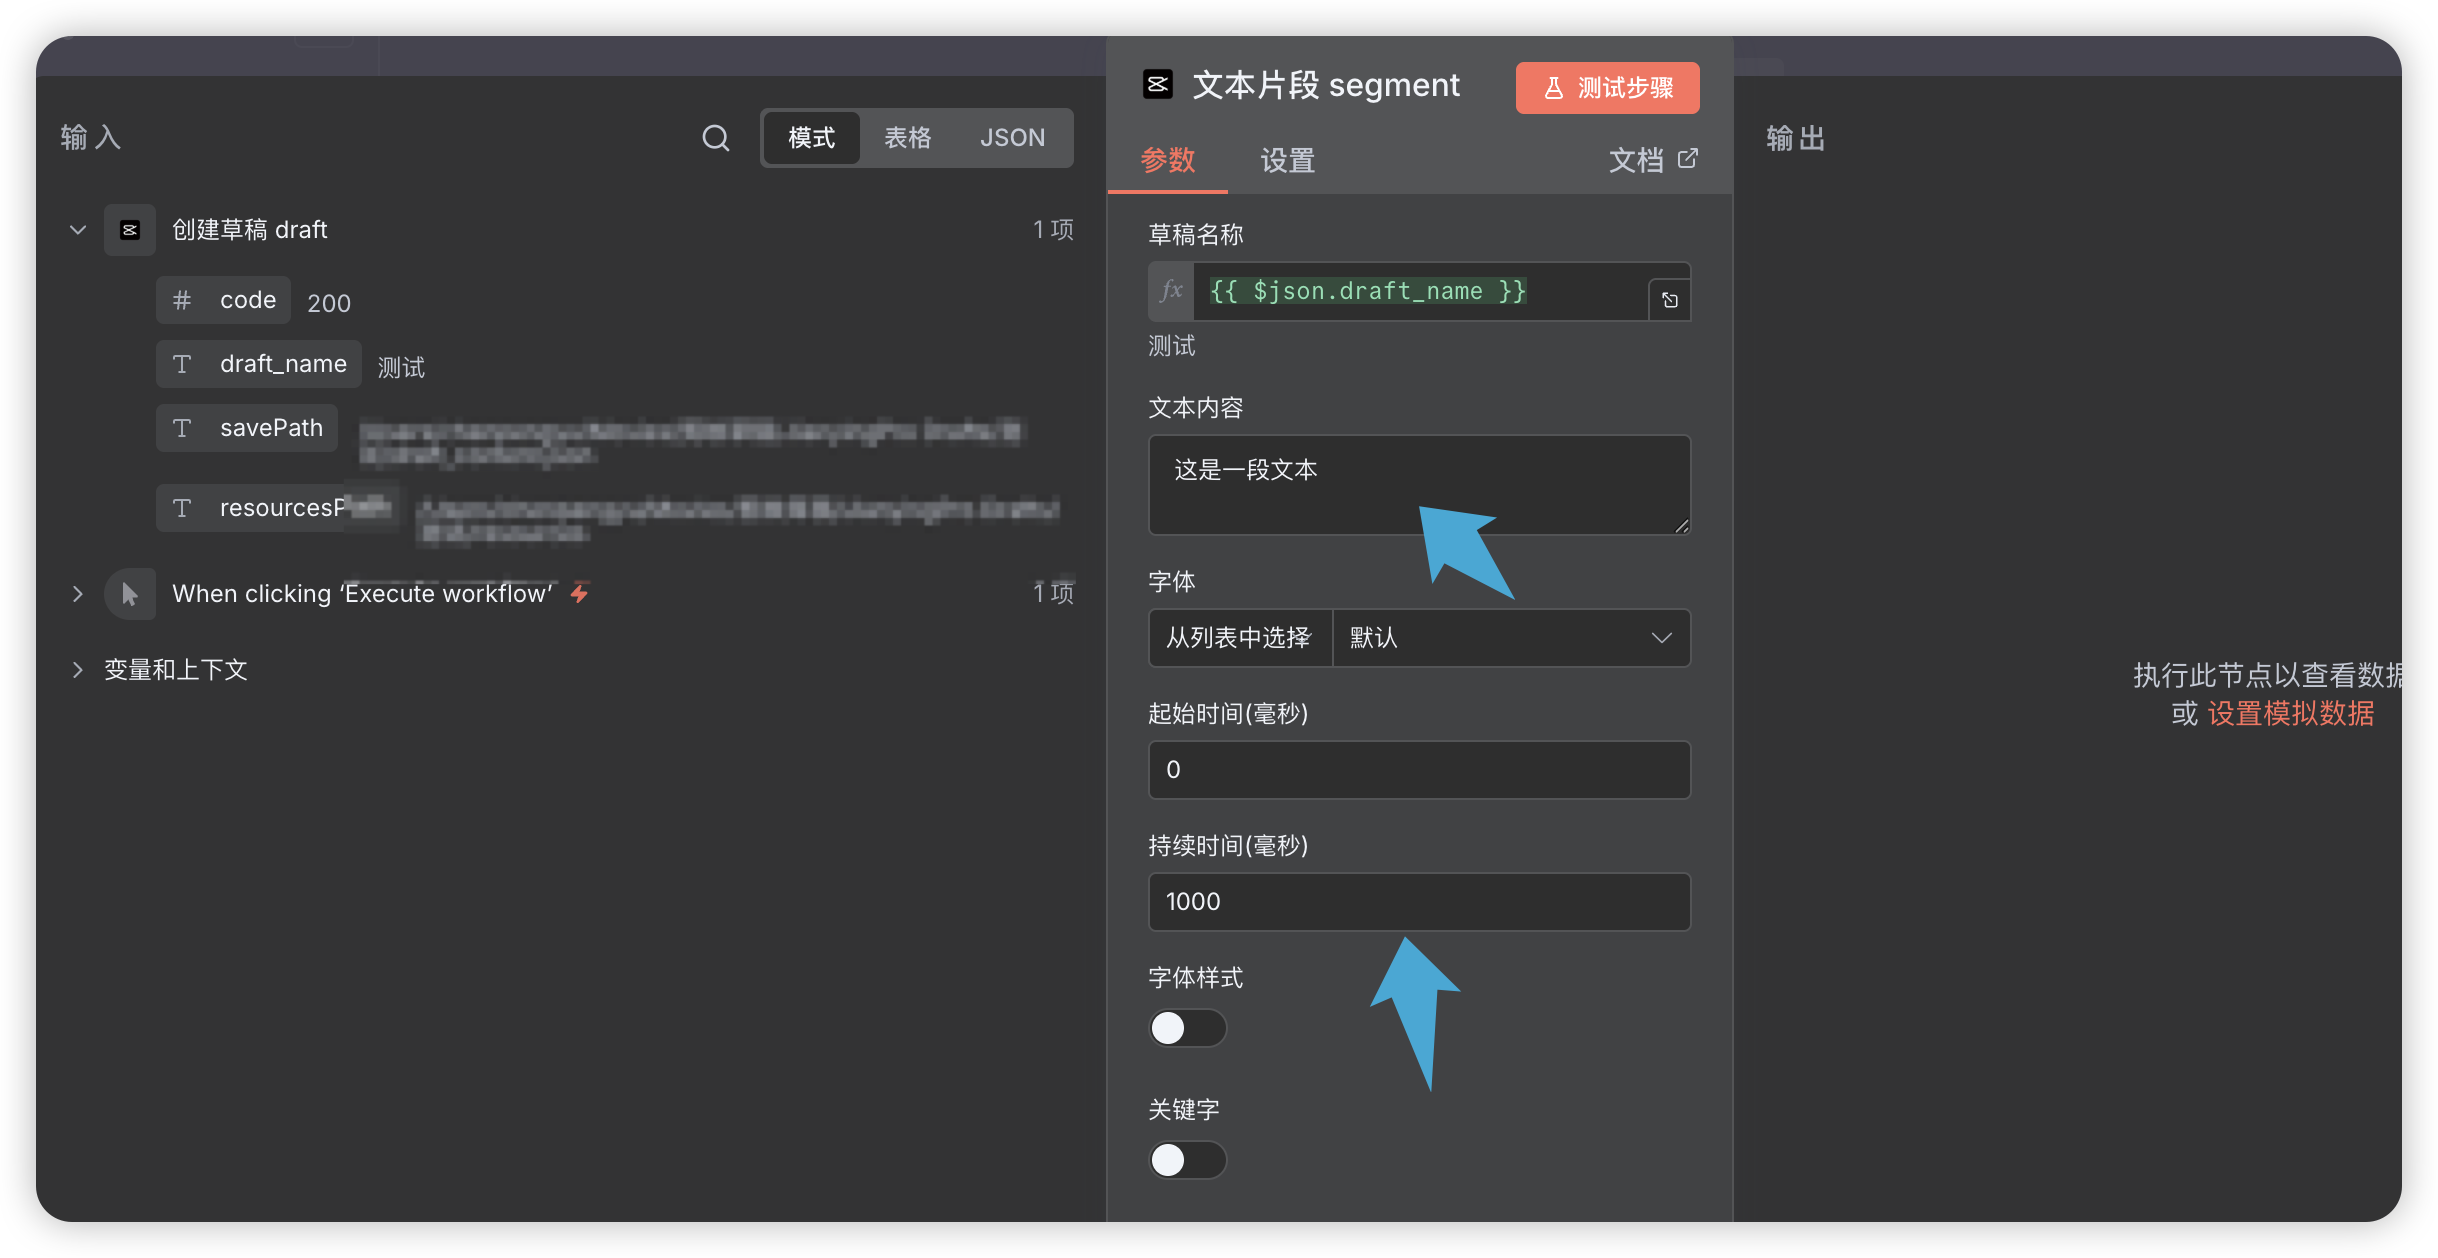 输入
模式
表格
JSON
创建草稿 draft
1 项
# code
200
T draft_name
测试
T savePath
T resourcesP
When clicking ‘Execute workflow’
1 项
变量和上下文
文本片段 segment
测试步骤
参数
设置
文档
草稿名称
fx {{ $json.draft_name }}
测试
文本内容
这是一段文本
字体
从列表中选择
默认
起始时间(毫秒)
0
持续时间(毫秒)
1000
字体样式
关键字
输出
执行此节点以查看数据
或 设置模拟数据